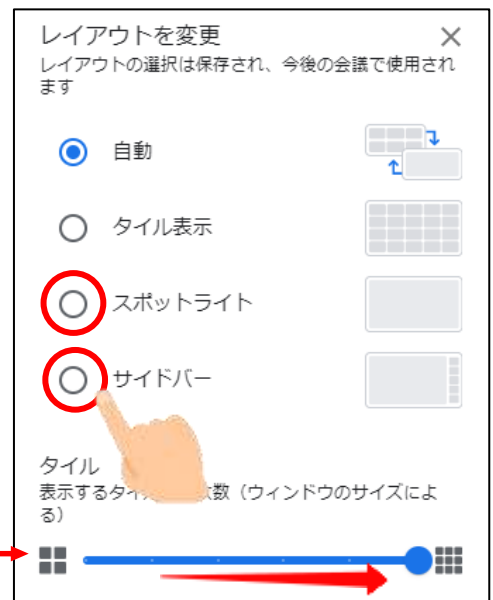 レイアウトを変更
レイアウトの選択は保存され、今後の会議で使用され
ます
自動
タイル表示
スポットライト
サイドバー
タイル
表示するタ 数（ウィンドウのサイズによ
る）